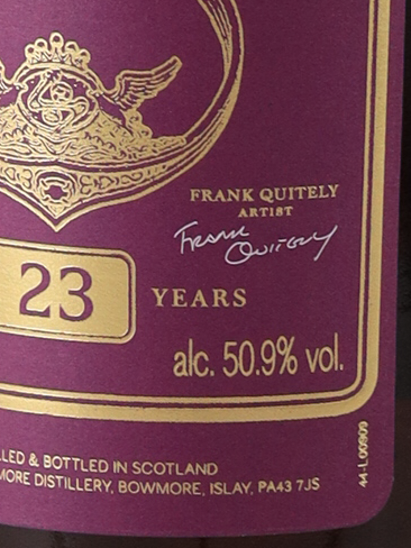 FRANK QUITELY
ARTIST
Frank
Quitely
23 YEARS
alc. 50.9% vol.
LLED & BOTTLED IN SCOTLAND
MORE DISTILLERY, BOWMORE, ISLAY, PA43 7JS
44-L00909